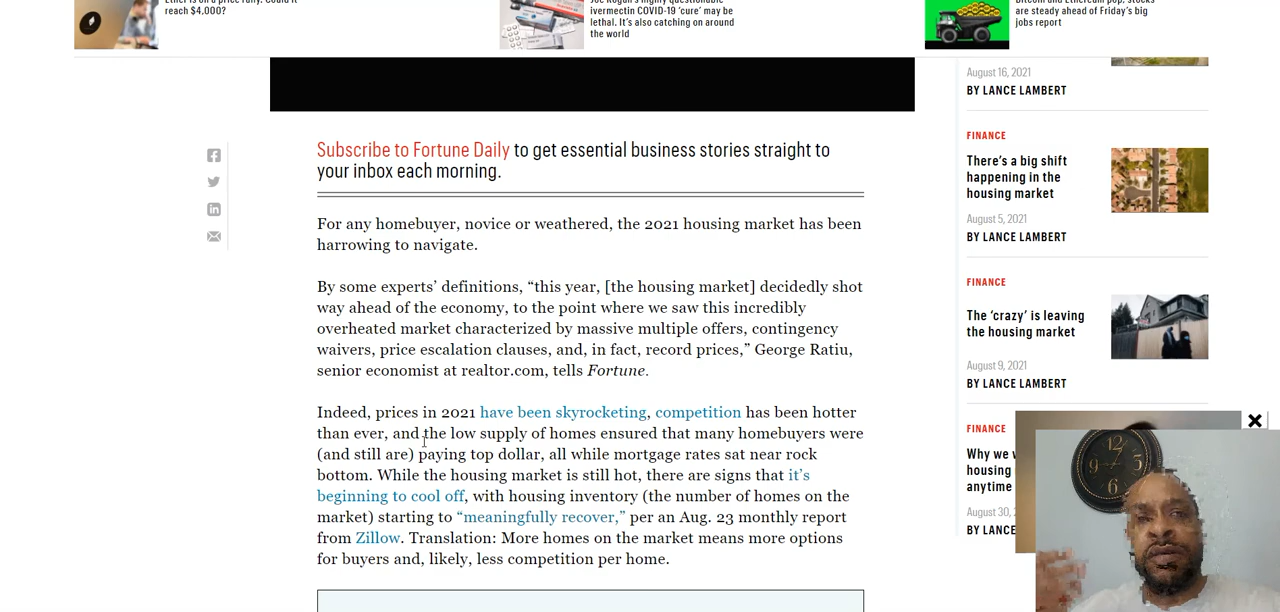 reach $4,000?
Joe Rogan's highly questionable
ivermectin COVID-19 'cure' may be
lethal. It's also catching on around
the world
Bitcoin and Ethereum pop, stocks
are steady ahead of Friday's big
jobs report
August 16, 2021
BY LANCE LAMBERT
Subscribe to Fortune Daily to get essential business stories straight to
your inbox each morning.
For any homebuyer, novice or weathered, the 2021 housing market has been
harrowing to navigate.
By some experts’ definitions, “this year, [the housing market] decidedly shot
way ahead of the economy, to the point where we saw this incredibly
overheated market characterized by massive multiple offers, contingency
waivers, price escalation clauses, and, in fact, record prices,” George Ratiu,
senior economist at realtor.com, tells Fortune.
Indeed, prices in 2021 have been skyrocketing, competition has been hotter
than ever, and the low supply of homes ensured that many homebuyers were
(and still are) paying top dollar, all while mortgage rates sat near rock
bottom. While the housing market is still hot, there are signs that it’s
beginning to cool off, with housing inventory (the number of homes on the
market) starting to “meaningfully recover,” per an Aug. 23 monthly report
from Zillow. Translation: More homes on the market means more options
for buyers and, likely, less competition per home.
FINANCE
There’s a big shift
happening in the
housing market
August 5, 2021
BY LANCE LAMBERT
FINANCE
The ‘crazy’ is leaving
the housing market
August 9, 2021
BY LANCE LAMBERT
FINANCE
Why we
housing
anytime
August 30,
BY LANCE